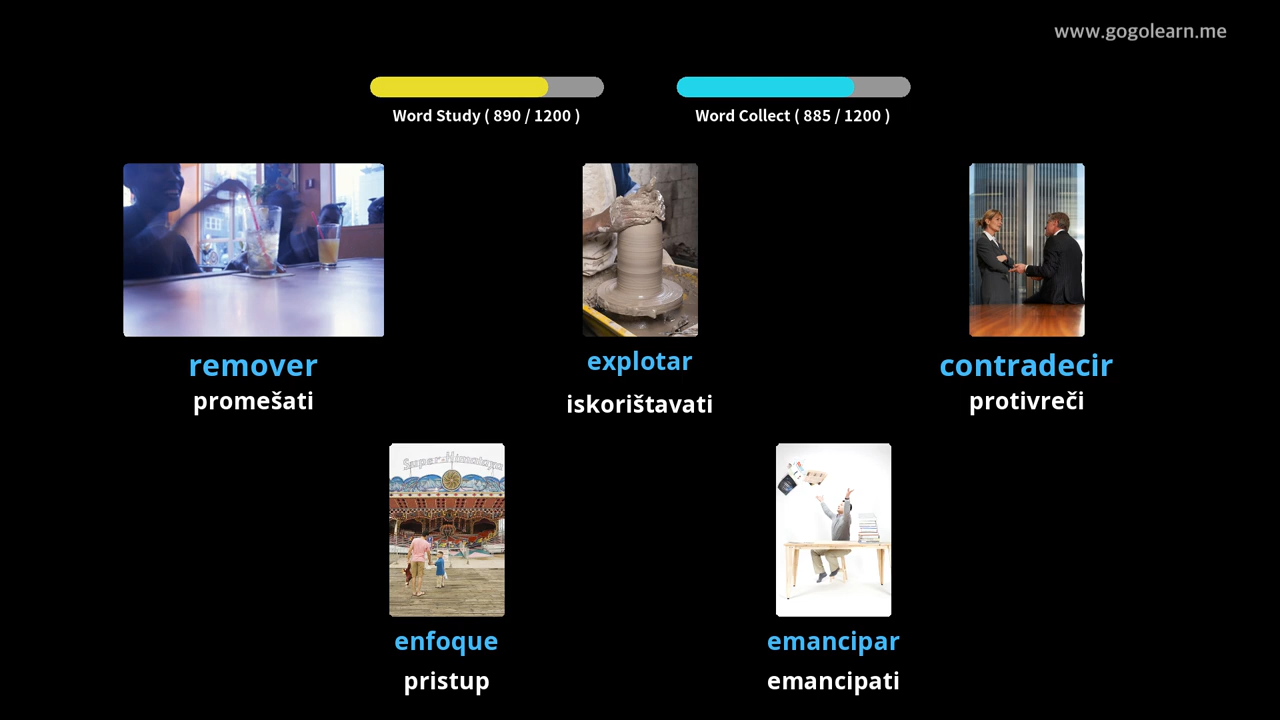 www.gogolearn.me
Word Study ( 890 / 1200 )
Word Collect ( 885 / 1200 )
remover
promešati
explotar
iskorištavati
contradecir
protivreči
enfoque
pristup
emancipar
emancipati